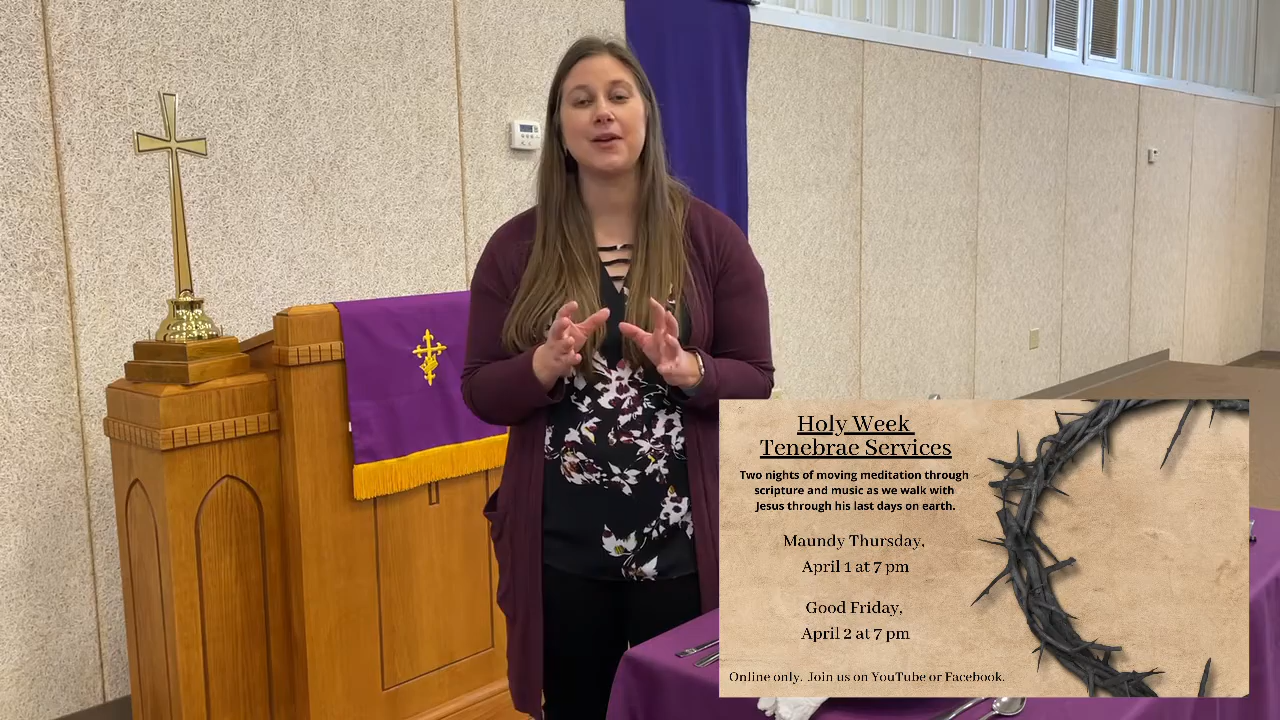 Holy Week
Tenebrae Services
Two nights of moving meditation through
scripture and music as we walk with
Jesus through his last days on earth.
Maundy Thursday,
April 1 at 7 pm
Good Friday,
April 2 at 7 pm
Online only. Join us on YouTube or Facebook.